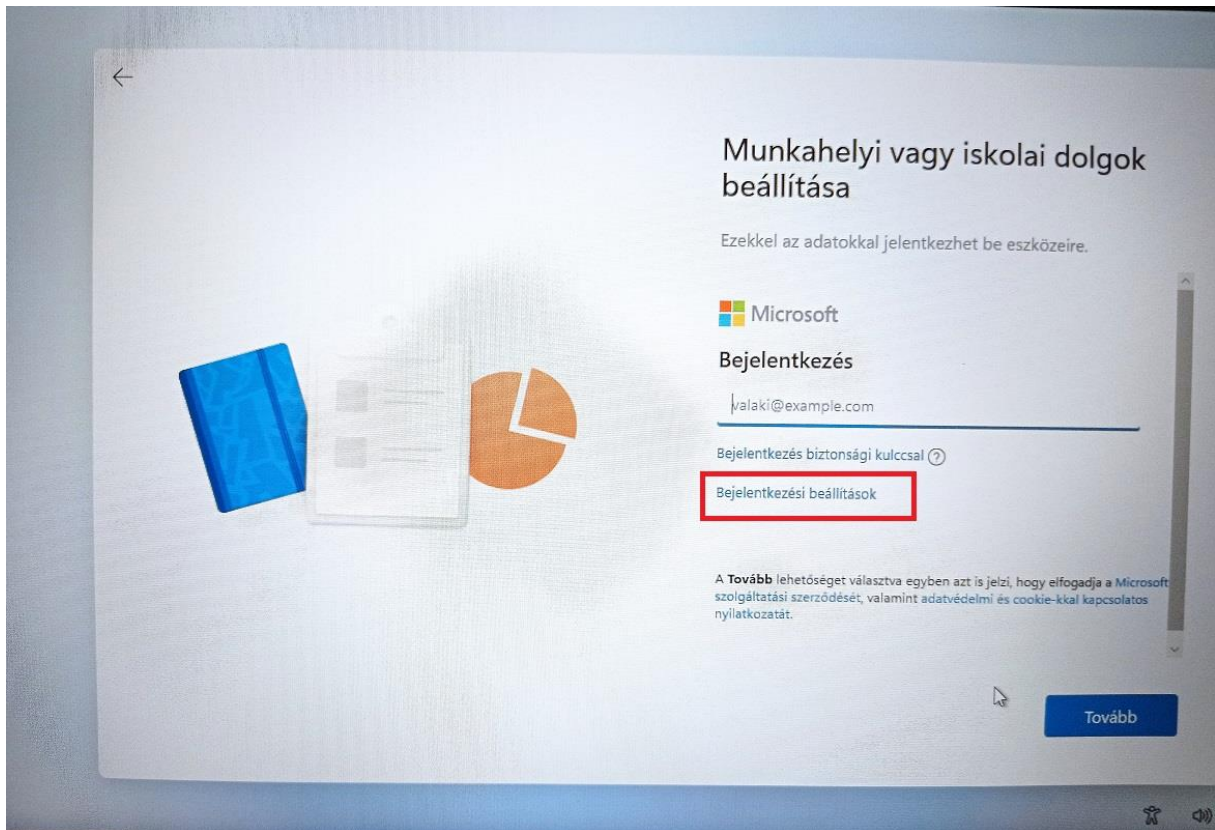 Munkahelyi vagy iskolai dolgok
beállítása
Ezekkel az adatokkal jelentkezhet be eszközeire.
Microsoft
Bejelentkezés
valaki@example.com
Bejelentkezés biztonsági kulccsal
Bejelentkezési beállítások
A Tovább lehetőséget választva egyben azt is jelzi, hogy elfogadja a Microsoft
szolgáltatási szerződését, valamint adatvédelmi és cookie-kkal kapcsolatos
nyilatkozatát.
Tovább